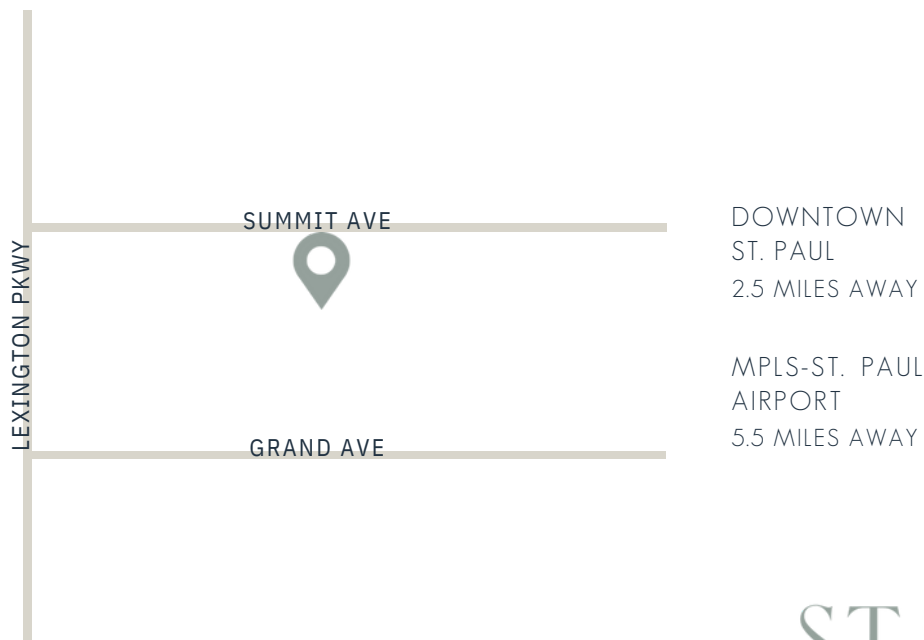 SUMMIT AVE
LEXINGTON PKWY
GRAND AVE
DOWNTOWN
ST. PAUL
2.5 MILES AWAY
MPLS-ST. PAUL
AIRPORT
5.5 MILES AWAY
ST